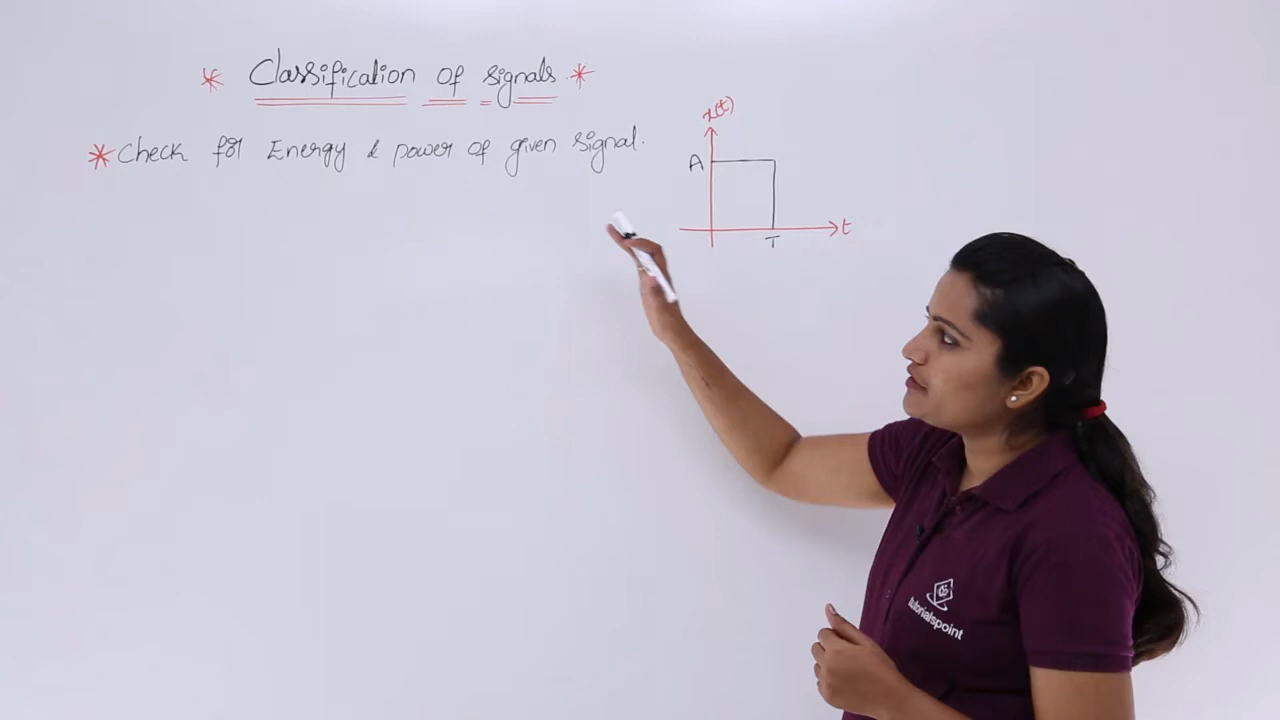 * Classification of signals. *
* Check for Energy & power of given signal.
x(t)
A
t
T
tutorialspoint